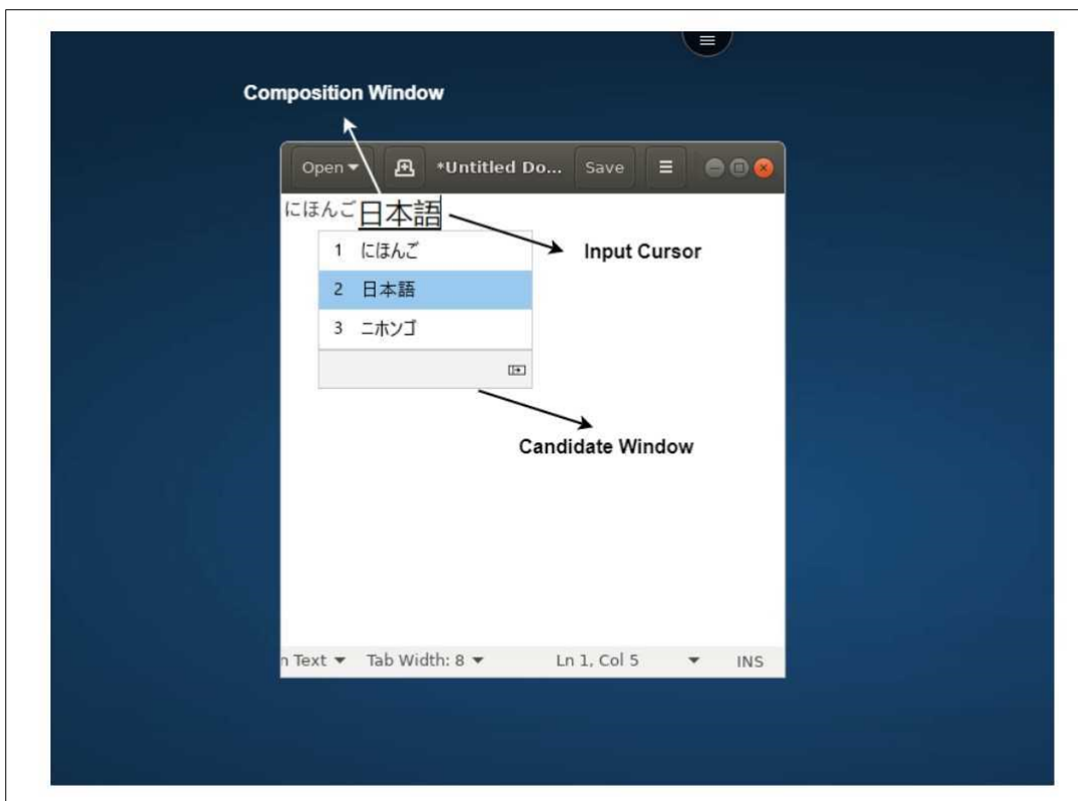 Composition Window
Open *Untitled Do... Save
にほんご日本語
1 にほんご
Input Cursor
2 日本語
3 ニホンゴ
Candidate Window
n Text Tab Width: 8 Ln 1, Col 5 INS